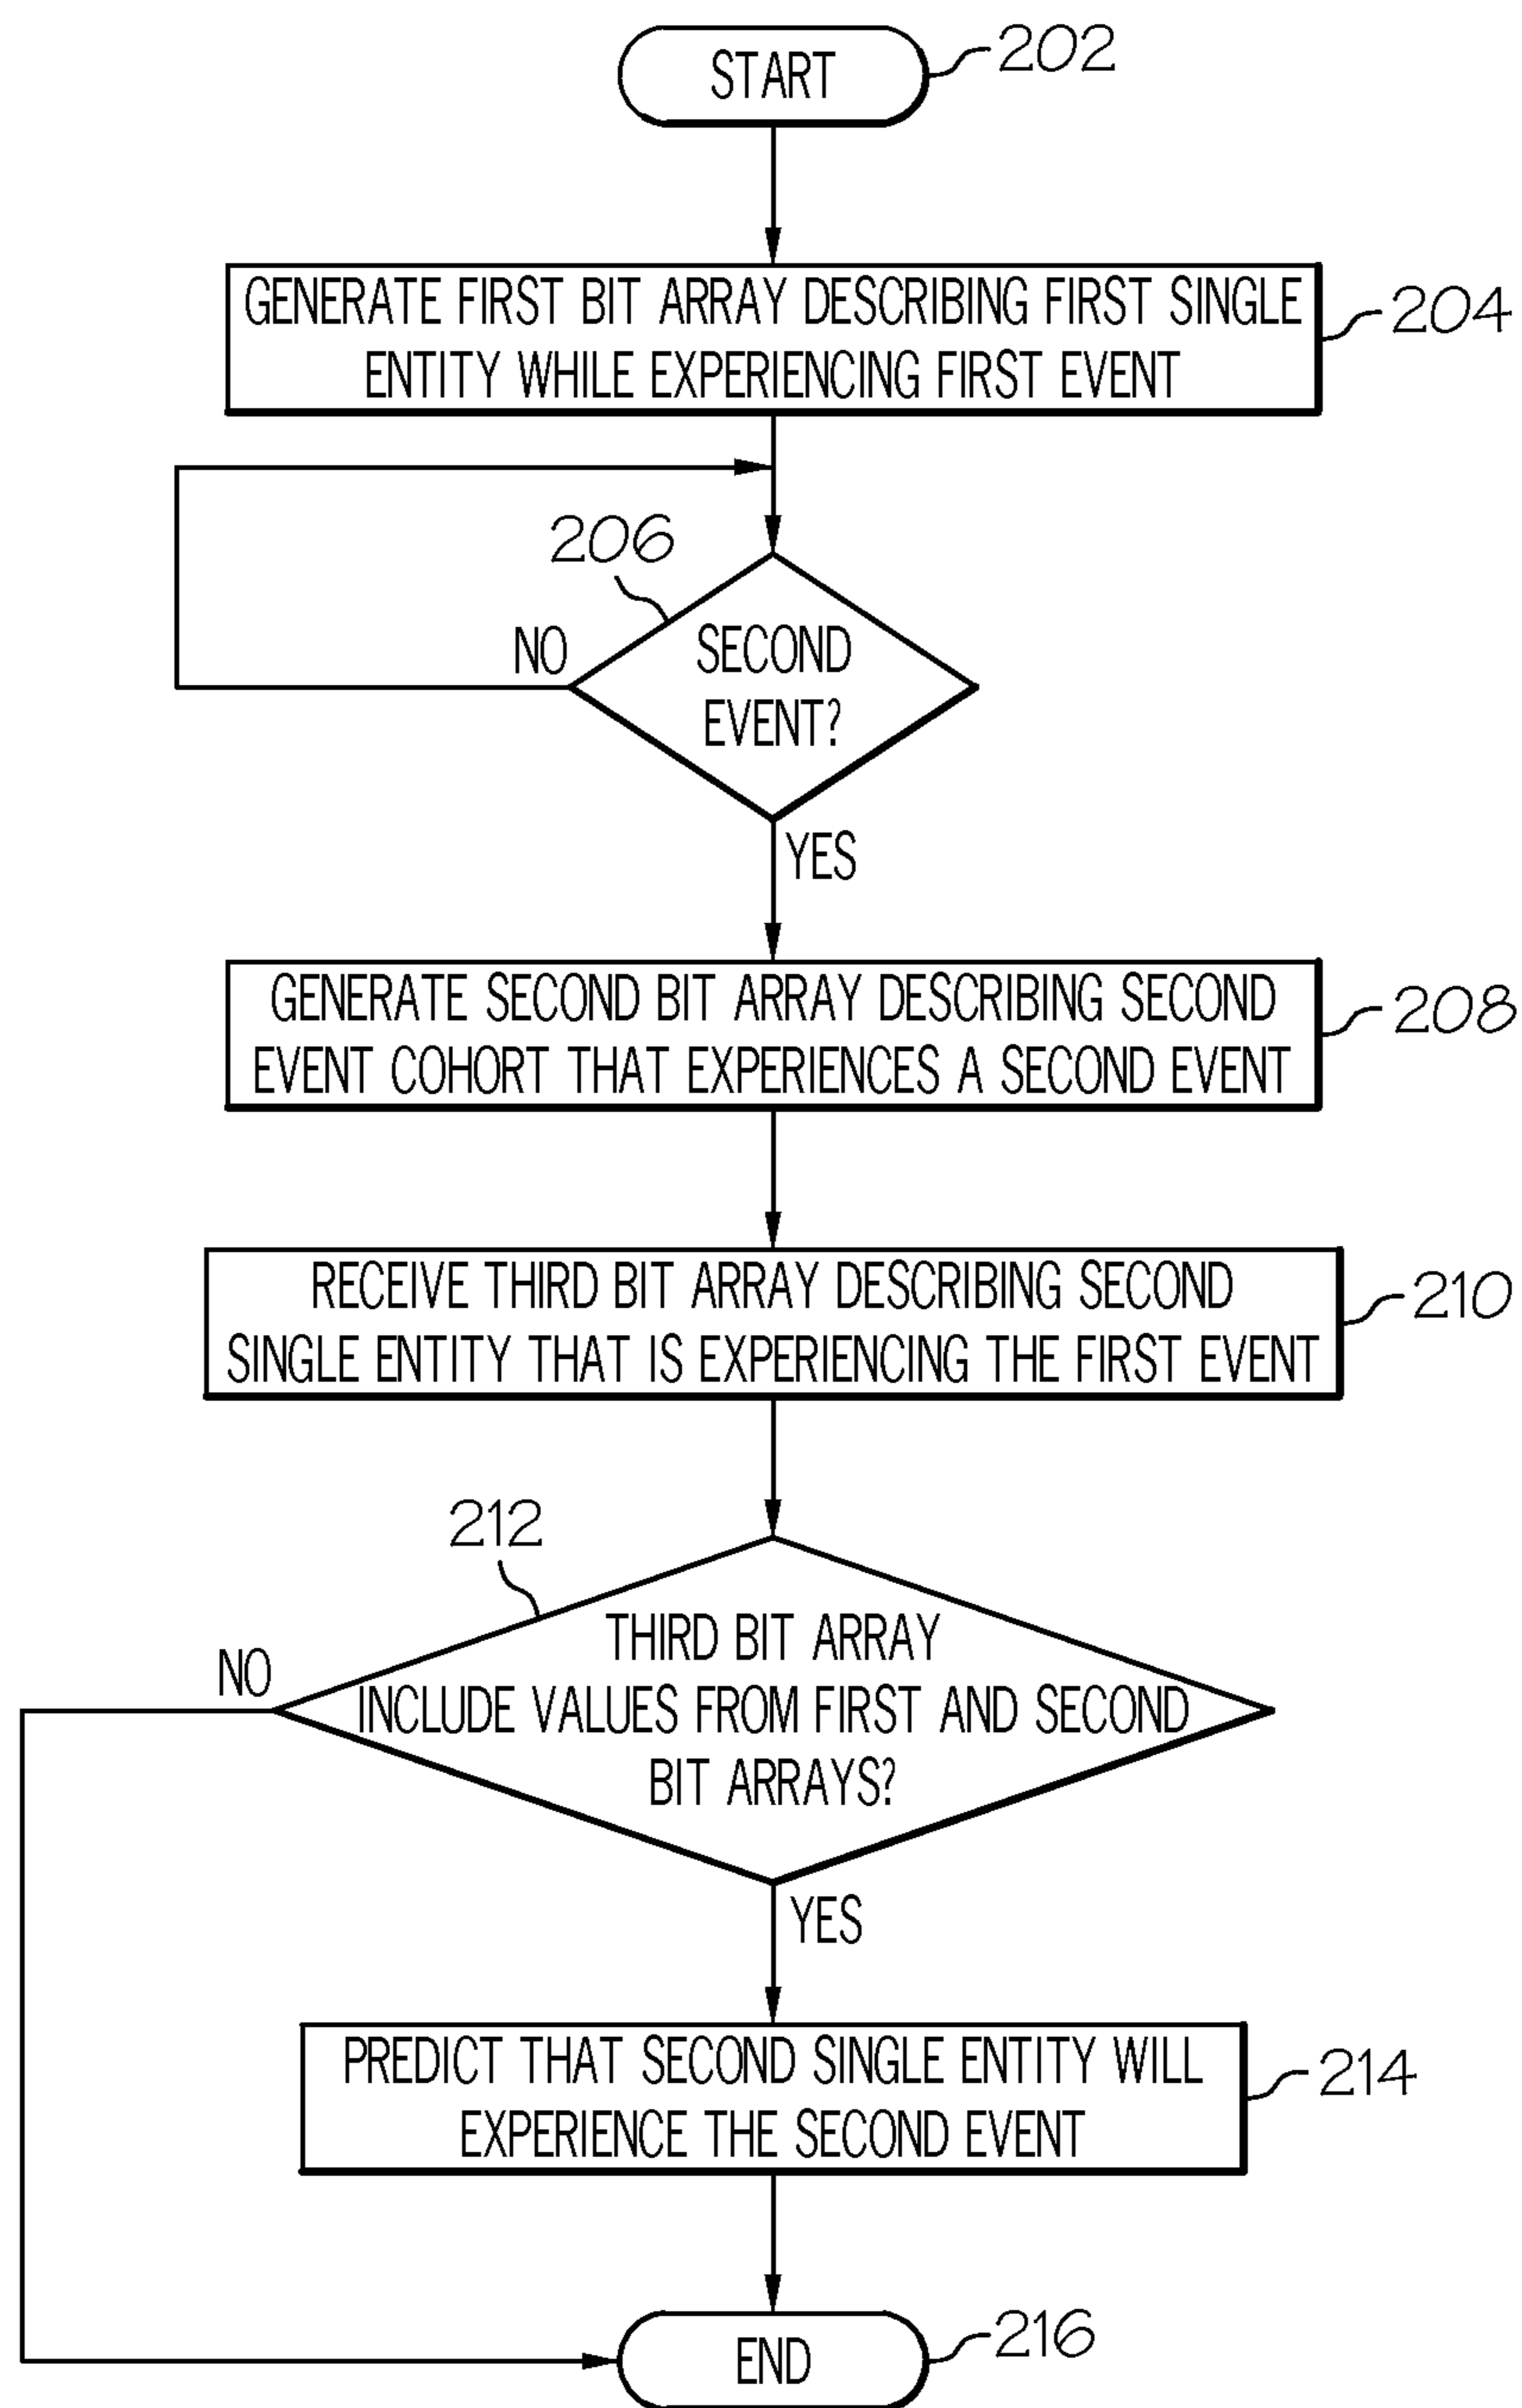 START
202
GENERATE FIRST BIT ARRAY DESCRIBING FIRST SINGLE
ENTITY WHILE EXPERIENCING FIRST EVENT
204
206
NO
SECOND
EVENT?
YES
GENERATE SECOND BIT ARRAY DESCRIBING SECOND
EVENT COHORT THAT EXPERIENCES A SECOND EVENT
208
RECEIVE THIRD BIT ARRAY DESCRIBING SECOND
SINGLE ENTITY THAT IS EXPERIENCING THE FIRST EVENT
210
212
NO
THIRD BIT ARRAY
INCLUDE VALUES FROM FIRST AND SECOND
BIT ARRAYS?
YES
PREDICT THAT SECOND SINGLE ENTITY WILL
EXPERIENCE THE SECOND EVENT
214
END
216